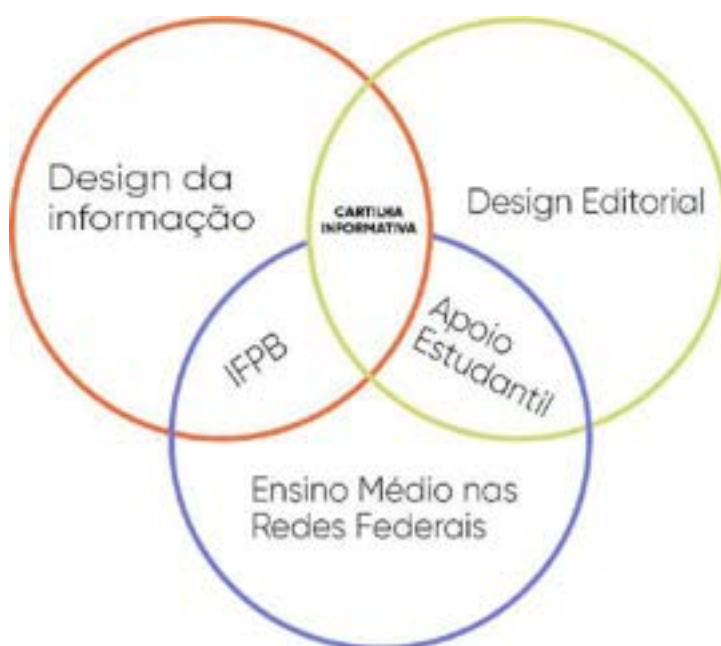 Design da
informação
CARTILHA
INFORMATIVA
Design Editorial
IFPB
Apoio
Estudantil
Ensino Médio nas
Redes Federais